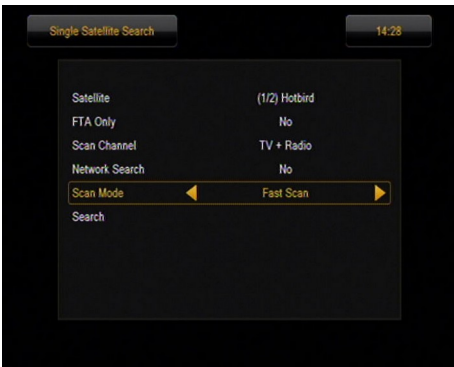 Single Satellite Search 14:28
Satellite (1/2) Hotbird
FTA Only No
Scan Channel TV + Radio
Network Search No
Scan Mode Fast Scan
Search